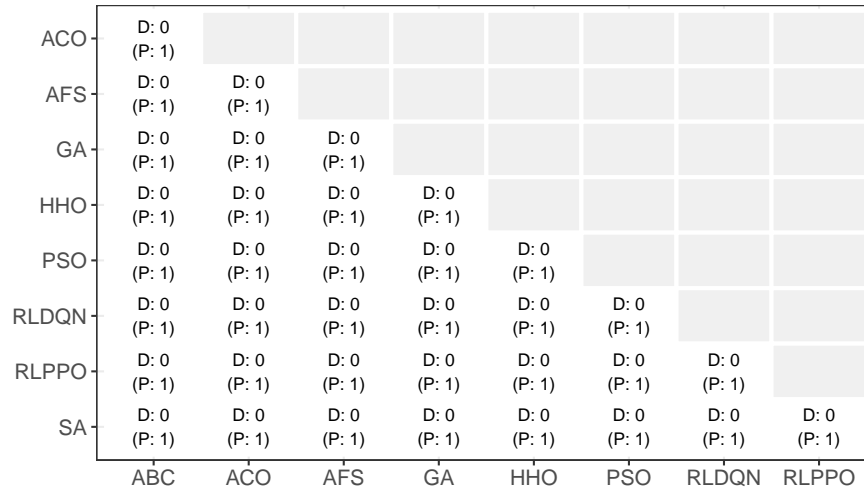 D: 0
ACO (P: 1)
D: 0 D: 0
AFS (P: 1) (P: 1)
D: 0 D: 0 D: 0
GA (P: 1) (P: 1) (P: 1)
D: 0 D: 0 D: 0 D: 0
HHO (P: 1) (P: 1) (P: 1) (P: 1)
D: 0 D: 0 D: 0 D: 0 D: 0
PSO (P: 1) (P: 1) (P: 1) (P: 1) (P: 1)
D: 0 D: 0 D: 0 D: 0 D: 0 D: 0
RLDQN (P: 1) (P: 1) (P: 1) (P: 1) (P: 1) (P: 1)
D: 0 D: 0 D: 0 D: 0 D: 0 D: 0 D: 0
RLPPO (P: 1) (P: 1) (P: 1) (P: 1) (P: 1) (P: 1) (P: 1)
D: 0 D: 0 D: 0 D: 0 D: 0 D: 0 D: 0 D: 0
SA (P: 1) (P: 1) (P: 1) (P: 1) (P: 1) (P: 1) (P: 1) (P: 1)
ABC ACO AFS GA HHO PSO RLDQN RLPPO